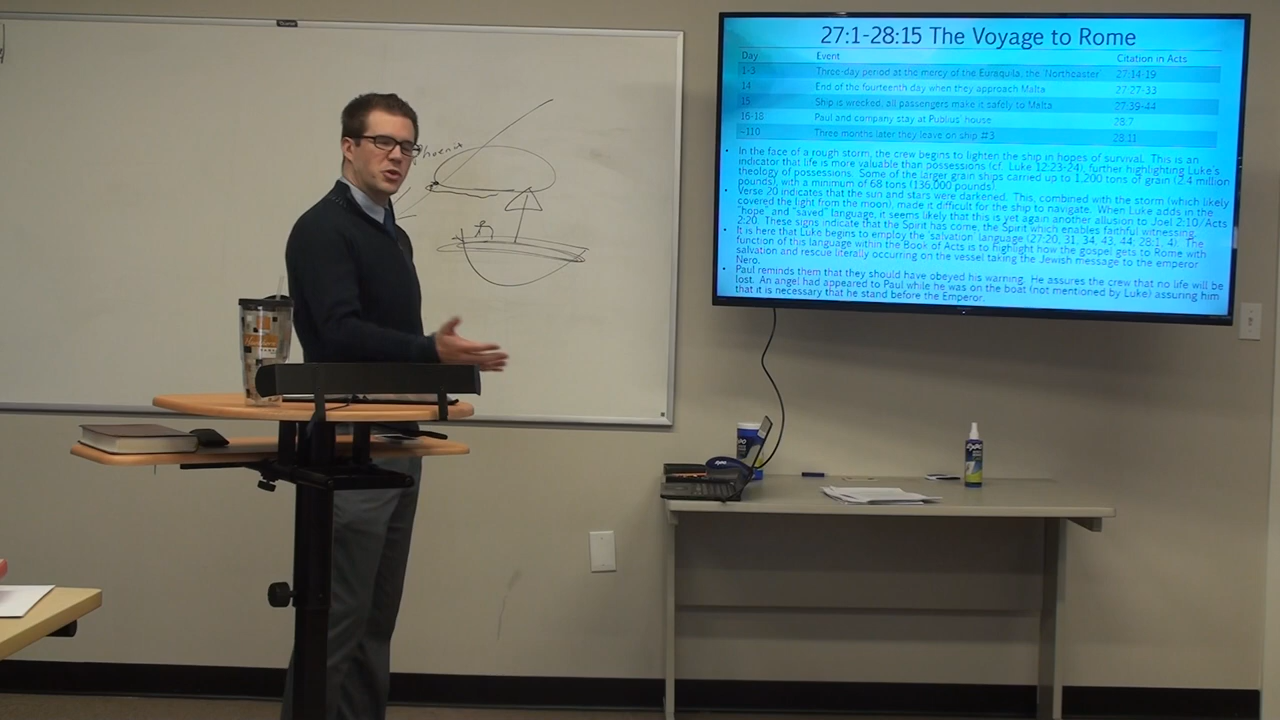 27:1-28:15 The Voyage to Rome
Day Event Citation in Acts
1-3 Three-day period at the mercy of the Euraquila, the 'Northeaster' 27:14-19
14 End of the fourteenth day when they approach Malta 27:27-33
15 Ship is wrecked, all passengers make it safely to Malta 27:39-44
16-18 Paul and company stay at Publius' house 28:7
~110 Three months later they leave on ship #3 28:11
• In the face of a rough storm, the crew begins to lighten the ship in hopes of survival. This is an
indicator that life is more valuable than possessions (cf. Luke 12:23-24), further highlighting Luke's
theology of possessions. Some of the larger grain ships carried up to 1,200 tons of grain (2.4 million
pounds), with a minimum of 68 tons (136,000 pounds).
• Verse 20 indicates that the sun and stars were darkened. This, combined with the storm (which likely
covered the light from the moon), made it difficult for the ship to navigate. When Luke adds in the
"hope" and "saved" language, it seems likely that this is yet again another allusion to Joel 2:10/Acts
2:20. These signs indicate that the Spirit has come, the Spirit which enables faithful witnessing.
• It is here that Luke begins to employ the 'salvation' language (27:20, 31, 34, 43, 44; 28:1, 4). The
function of this language within the Book of Acts is to highlight how the gospel gets to Rome with
salvation and rescue literally occurring on the vessel taking the Jewish message to the emperor
Nero.
• Paul reminds them that they should have obeyed his warning. He assures the crew that no life will be
lost. An angel had appeared to Paul while he was on the boat (not mentioned by Luke) assuring him
that it is necessary that he stand before the Emperor.
Phoenix
EXPO